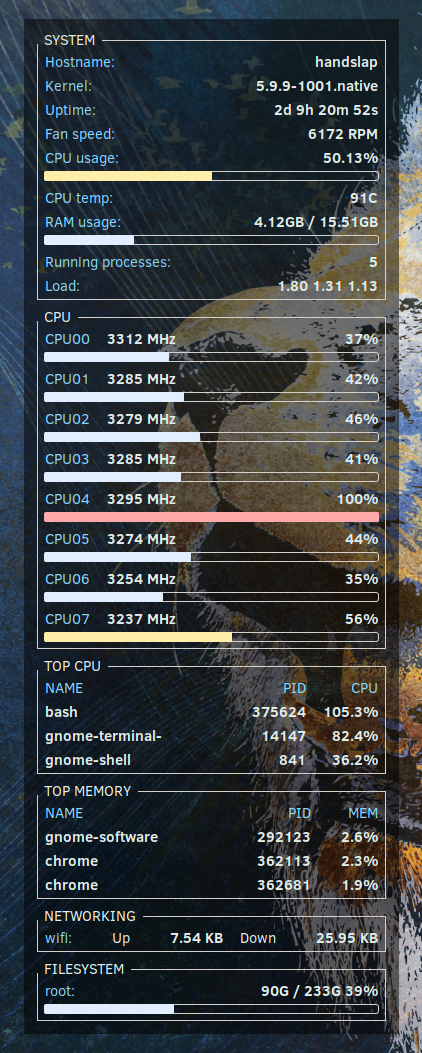 SYSTEM
Hostname: handslap
Kernel: 5.9.9-1001.native
Uptime: 2d 9h 20m 52s
Fan speed: 6172 RPM
CPU usage: 50.13%
CPU temp: 91C
RAM usage: 4.12GB / 15.51GB
Running processes: 5
Load: 1.80 1.31 1.13
CPU
CPU00 3312 MHz 37%
CPU01 3285 MHz 42%
CPU02 3279 MHz 46%
CPU03 3285 MHz 41%
CPU04 3295 MHz 100%
CPU05 3274 MHz 44%
CPU06 3254 MHz 35%
CPU07 3237 MHz 56%
TOP CPU
NAME PID CPU
bash 375624 105.3%
gnome-terminal- 14147 82.4%
gnome-shell 841 36.2%
TOP MEMORY
NAME PID MEM
gnome-software 292123 2.6%
chrome 362113 2.3%
chrome 362681 1.9%
NETWORKING
wifi: Up 7.54 KB Down 25.95 KB
FILESYSTEM
root: 90G / 233G 39%